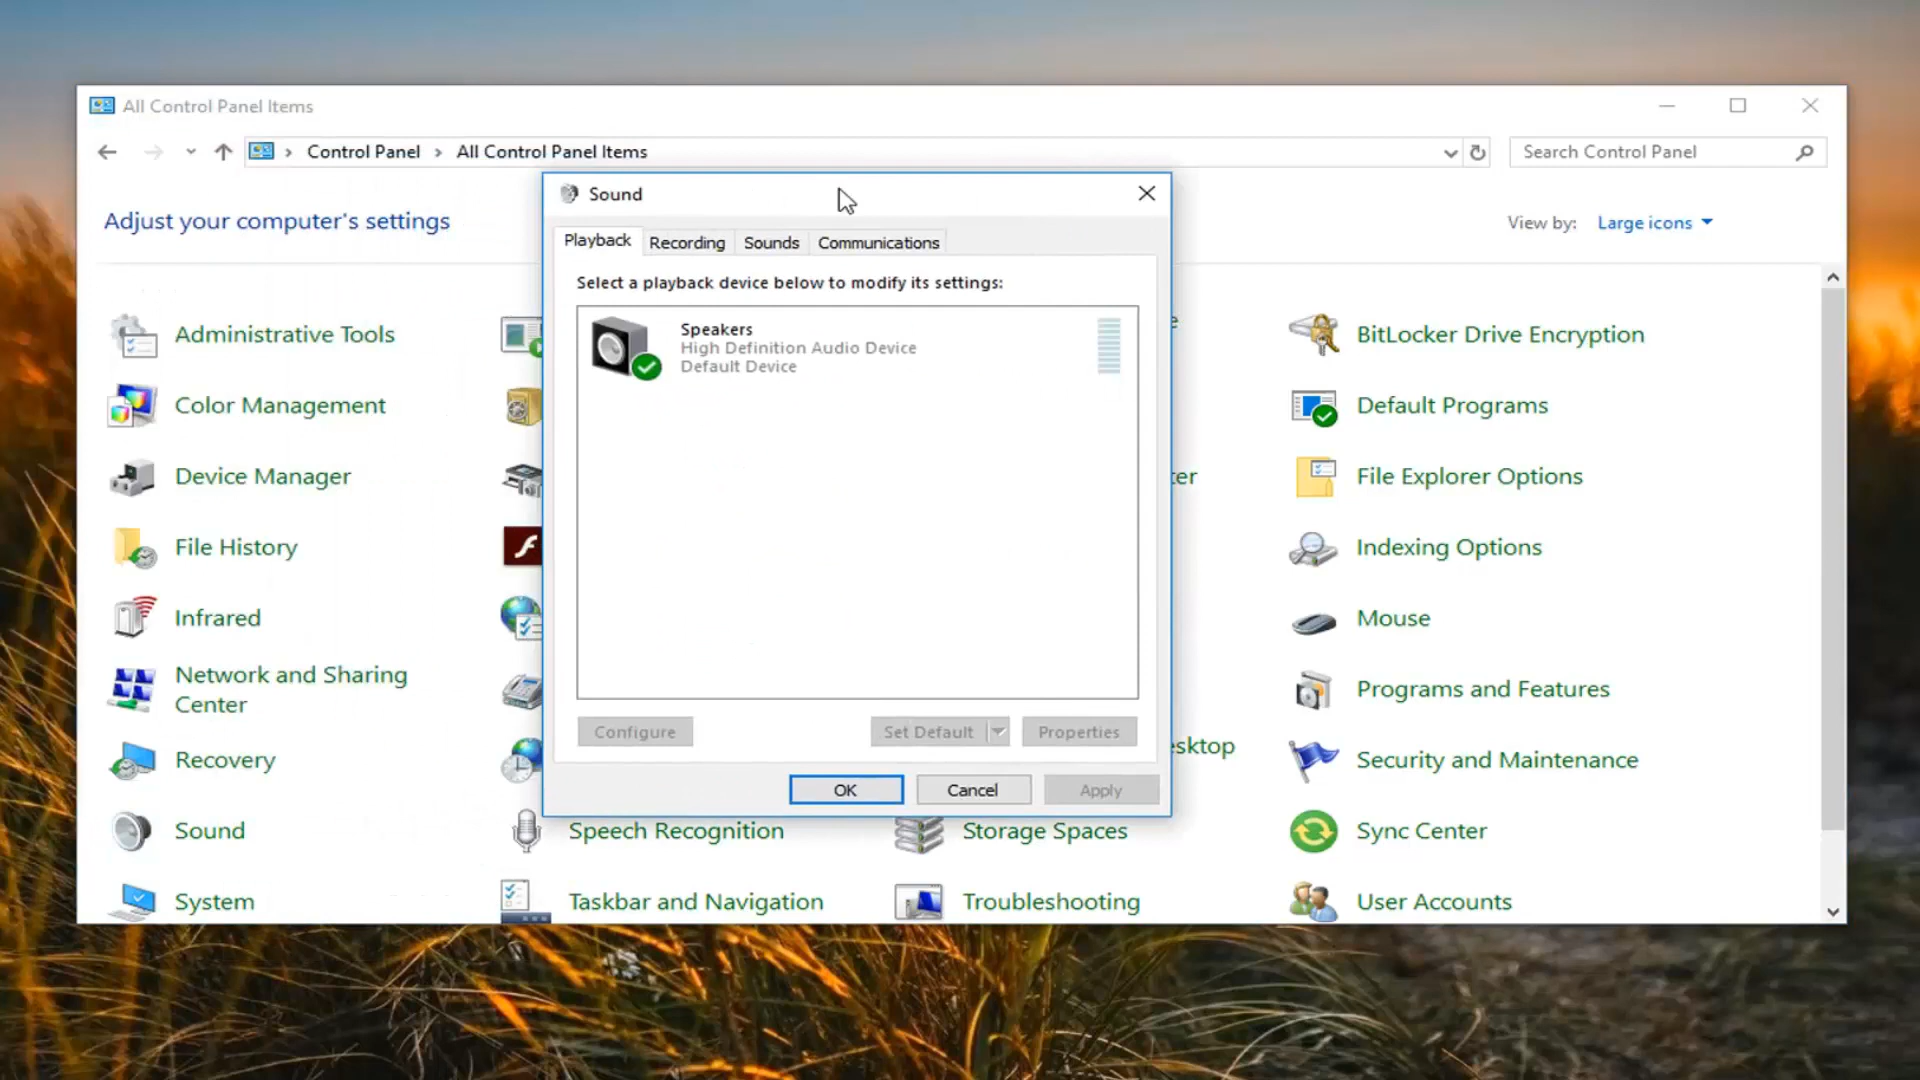 All Control Panel Items
Control Panel
All Control Panel Items
Search Control Panel
Adjust your computer's settings
View by:
Large icons
Sound
Playback
Recording
Sounds
Communications
Select a playback device below to modify its settings:
Speakers
High Definition Audio Device
Default Device
Configure
Set Default
Properties
OK
Cancel
Apply
Administrative Tools
BitLocker Drive Encryption
Color Management
Default Programs
Device Manager
ter
File Explorer Options
File History
Indexing Options
Infrared
Mouse
Network and Sharing
Center
Programs and Features
Recovery
esktop
Security and Maintenance
Sound
Speech Recognition
Storage Spaces
Sync Center
System
Taskbar and Navigation
Troubleshooting
User Accounts